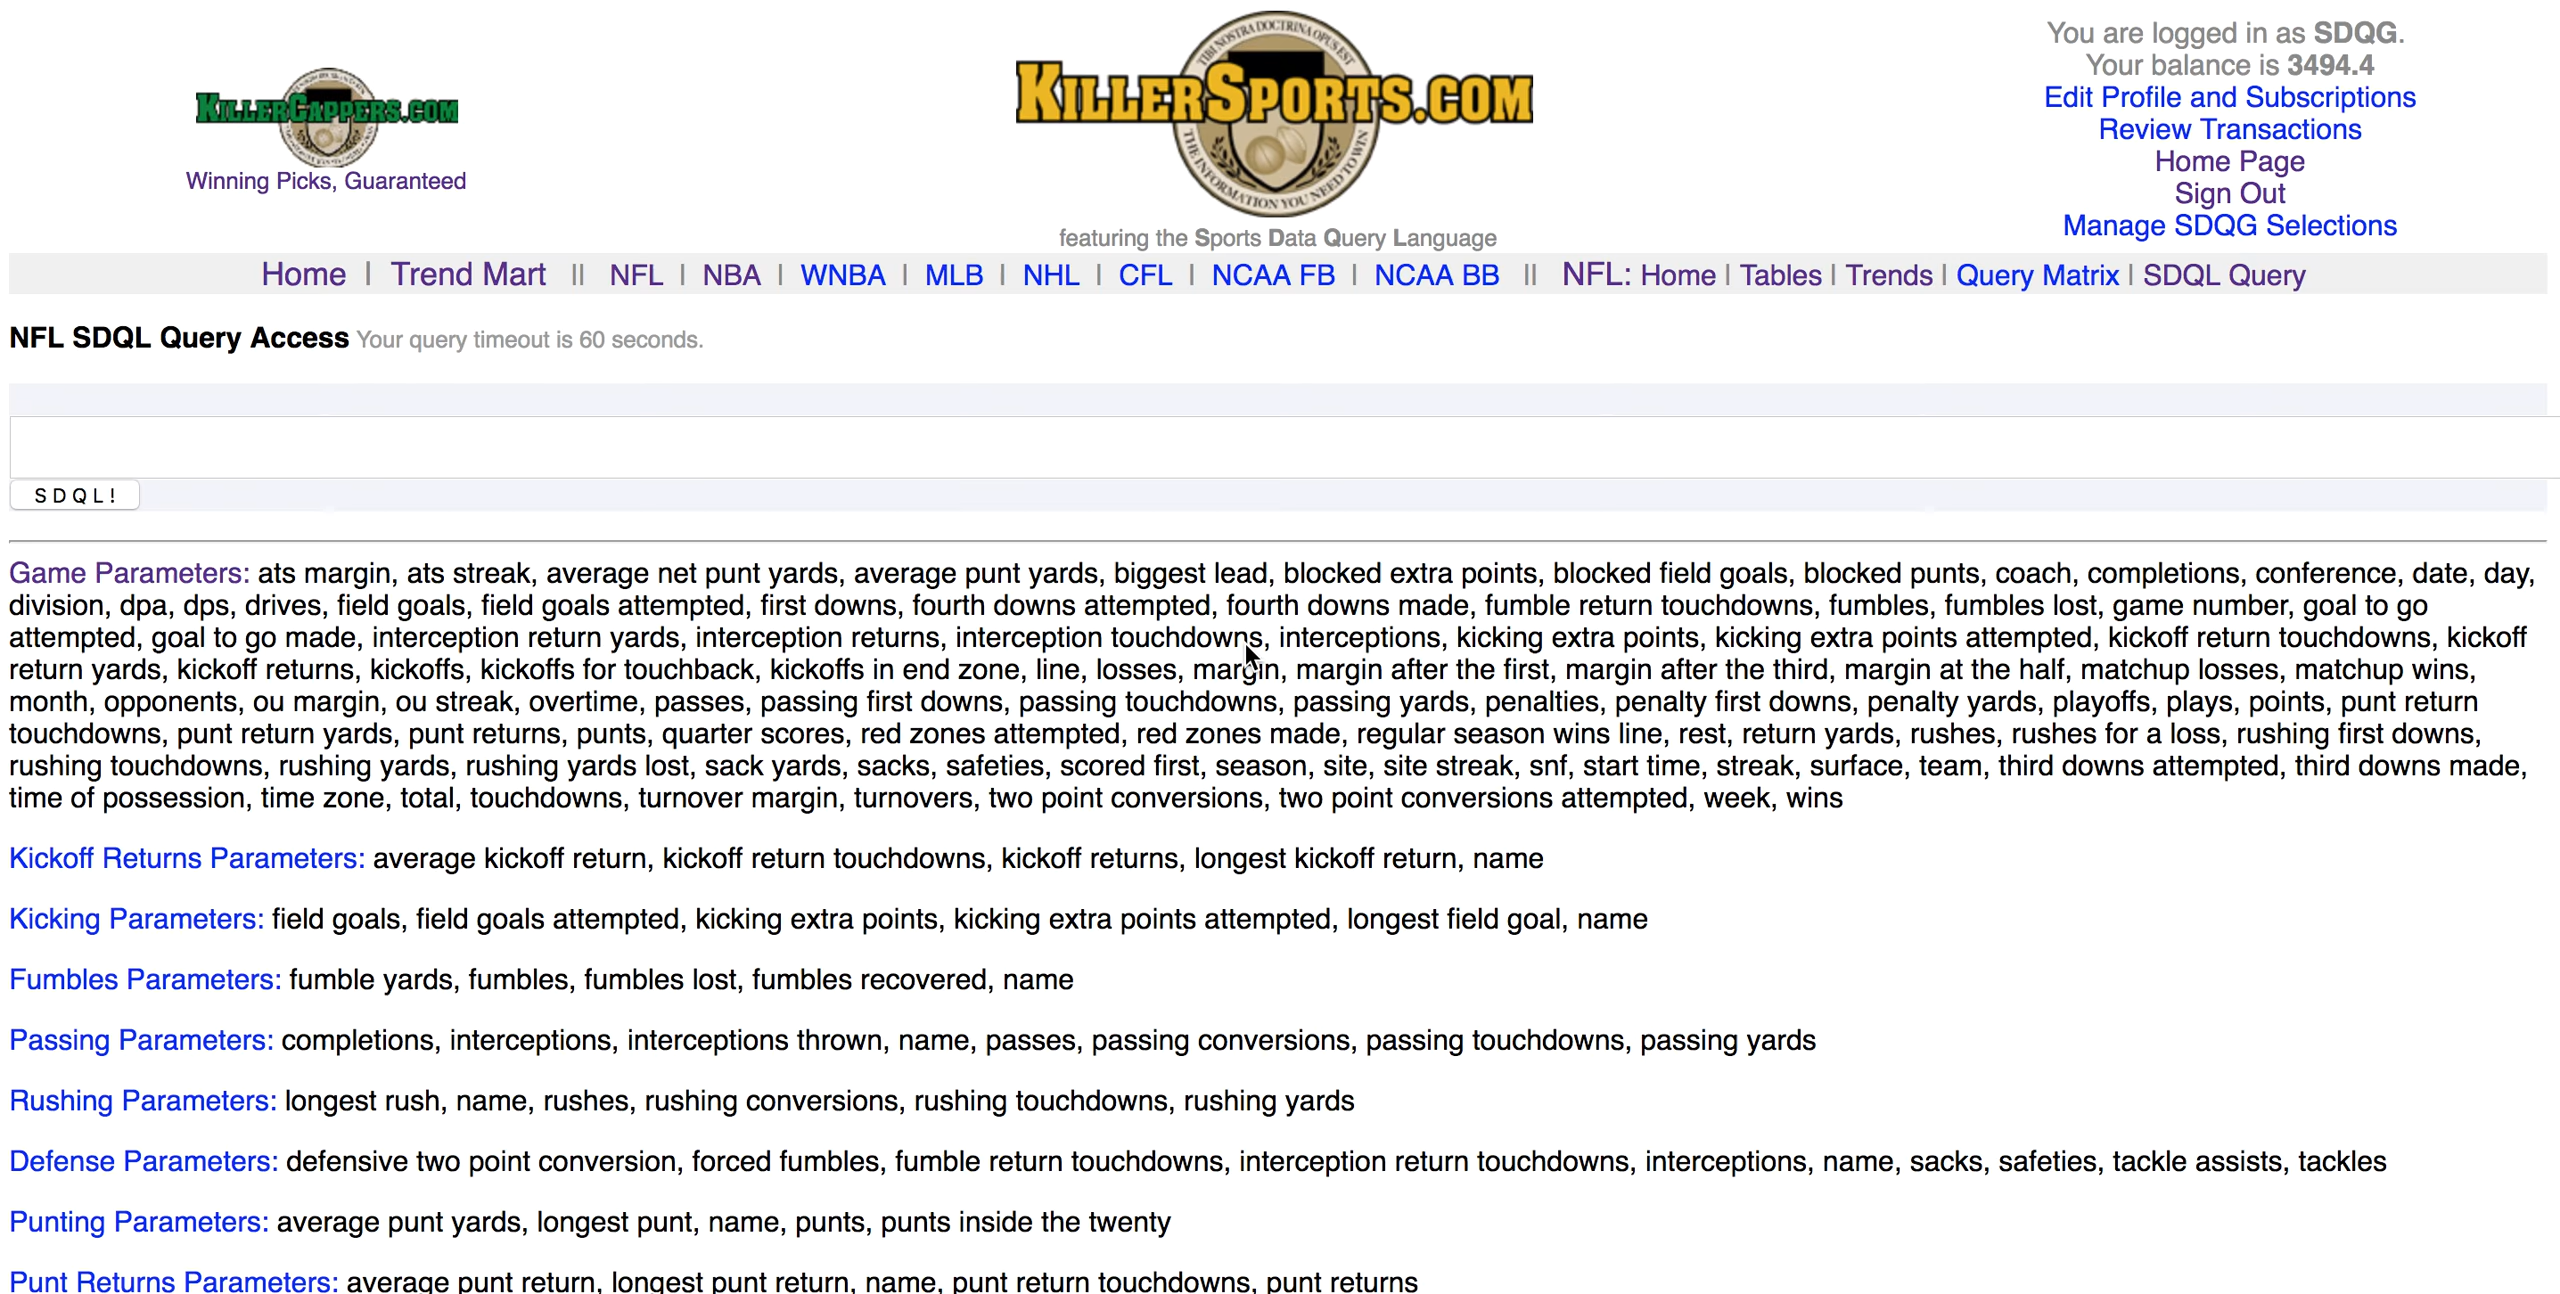 KILLERCAPPERS.COM
Winning Picks, Guaranteed
TIBI NOSTRA DOCTRINA OPUS EST
KILLERSPORTS.COM
THE INFORMATION YOU NEED TO WIN
featuring the Sports Data Query Language
You are logged in as SDQG.
Your balance is 3494.4
Edit Profile and Subscriptions
Review Transactions
Home Page
Sign Out
Manage SDQG Selections
Home | Trend Mart || NFL | NBA | WNBA | MLB | NHL | CFL | NCAA FB | NCAA BB || NFL: Home | Tables | Trends | Query Matrix | SDQL Query
NFL SDQL Query Access Your query timeout is 60 seconds.
S D Q L !
Game Parameters: ats margin, ats streak, average net punt yards, average punt yards, biggest lead, blocked extra points, blocked field goals, blocked punts, coach, completions, conference, date, day,
division, dpa, dps, drives, field goals, field goals attempted, first downs, fourth downs attempted, fourth downs made, fumble return touchdowns, fumbles, fumbles lost, game number, goal to go
attempted, goal to go made, interception return yards, interception returns, interception touchdowns, interceptions, kicking extra points, kicking extra points attempted, kickoff return touchdowns, kickoff
return yards, kickoff returns, kickoffs, kickoffs for touchback, kickoffs in end zone, line, losses, margin, margin after the first, margin after the third, margin at the half, matchup losses, matchup wins,
month, opponents, ou margin, ou streak, overtime, passes, passing first downs, passing touchdowns, passing yards, penalties, penalty first downs, penalty yards, playoffs, plays, points, punt return
touchdowns, punt return yards, punt returns, punts, quarter scores, red zones attempted, red zones made, regular season wins line, rest, return yards, rushes, rushes for a loss, rushing first downs,
rushing touchdowns, rushing yards, rushing yards lost, sack yards, sacks, safeties, scored first, season, site, site streak, snf, start time, streak, surface, team, third downs attempted, third downs made,
time of possession, time zone, total, touchdowns, turnover margin, turnovers, two point conversions, two point conversions attempted, week, wins
Kickoff Returns Parameters: average kickoff return, kickoff return touchdowns, kickoff returns, longest kickoff return, name
Kicking Parameters: field goals, field goals attempted, kicking extra points, kicking extra points attempted, longest field goal, name
Fumbles Parameters: fumble yards, fumbles, fumbles lost, fumbles recovered, name
Passing Parameters: completions, interceptions, interceptions thrown, name, passes, passing conversions, passing touchdowns, passing yards
Rushing Parameters: longest rush, name, rushes, rushing conversions, rushing touchdowns, rushing yards
Defense Parameters: defensive two point conversion, forced fumbles, fumble return touchdowns, interception return touchdowns, interceptions, name, sacks, safeties, tackle assists, tackles
Punting Parameters: average punt yards, longest punt, name, punts, punts inside the twenty
Punt Returns Parameters: average punt return, longest punt return, name, punt return touchdowns, punt returns